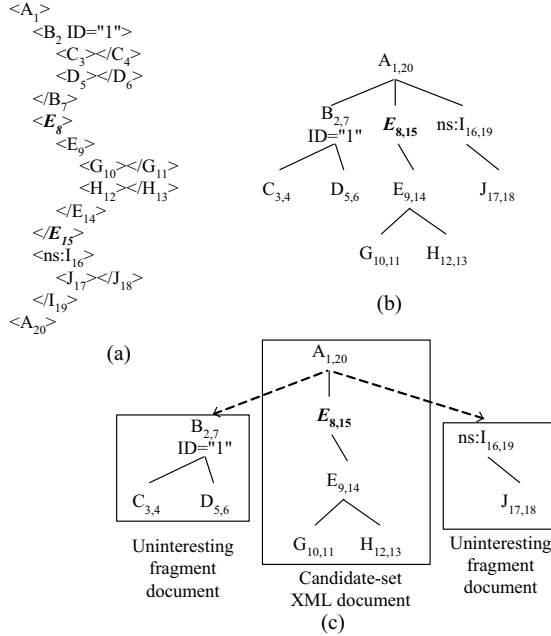 <A1>
<B2 ID="1">
<C3></C4>
<D5></D6>
</B7>
<E8>
<E9>
<G10></G11>
<H12></H13>
</E14>
</E15>
<ns:I16>
<J17></J18>
</I19>
<A20>
(a)
A1,20
B2,7
ID="1"
E8,15
ns:I16,19
C3,4
D5,6
E9,14
J17,18
G10,11
H12,13
(b)
A1,20
B2,7
ID="1"
E8,15
ns:I16,19
C3,4
D5,6
E9,14
J17,18
G10,11
H12,13
Uninteresting
fragment
document
Candidate-set
XML document
Uninteresting
fragment
document
(c)